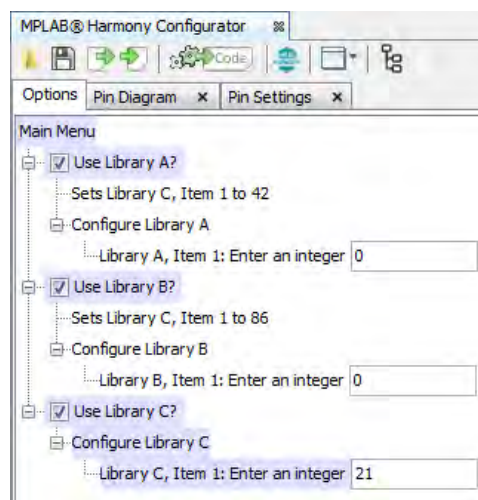 MPLAB® Harmony Configurator
Code
Options Pin Diagram x Pin Settings x
Main Menu
Use Library A?
Sets Library C, Item 1 to 42
Configure Library A
Library A, Item 1: Enter an integer 0
Use Library B?
Sets Library C, Item 1 to 86
Configure Library B
Library B, Item 1: Enter an integer 0
Use Library C?
Configure Library C
Library C, Item 1: Enter an integer 21